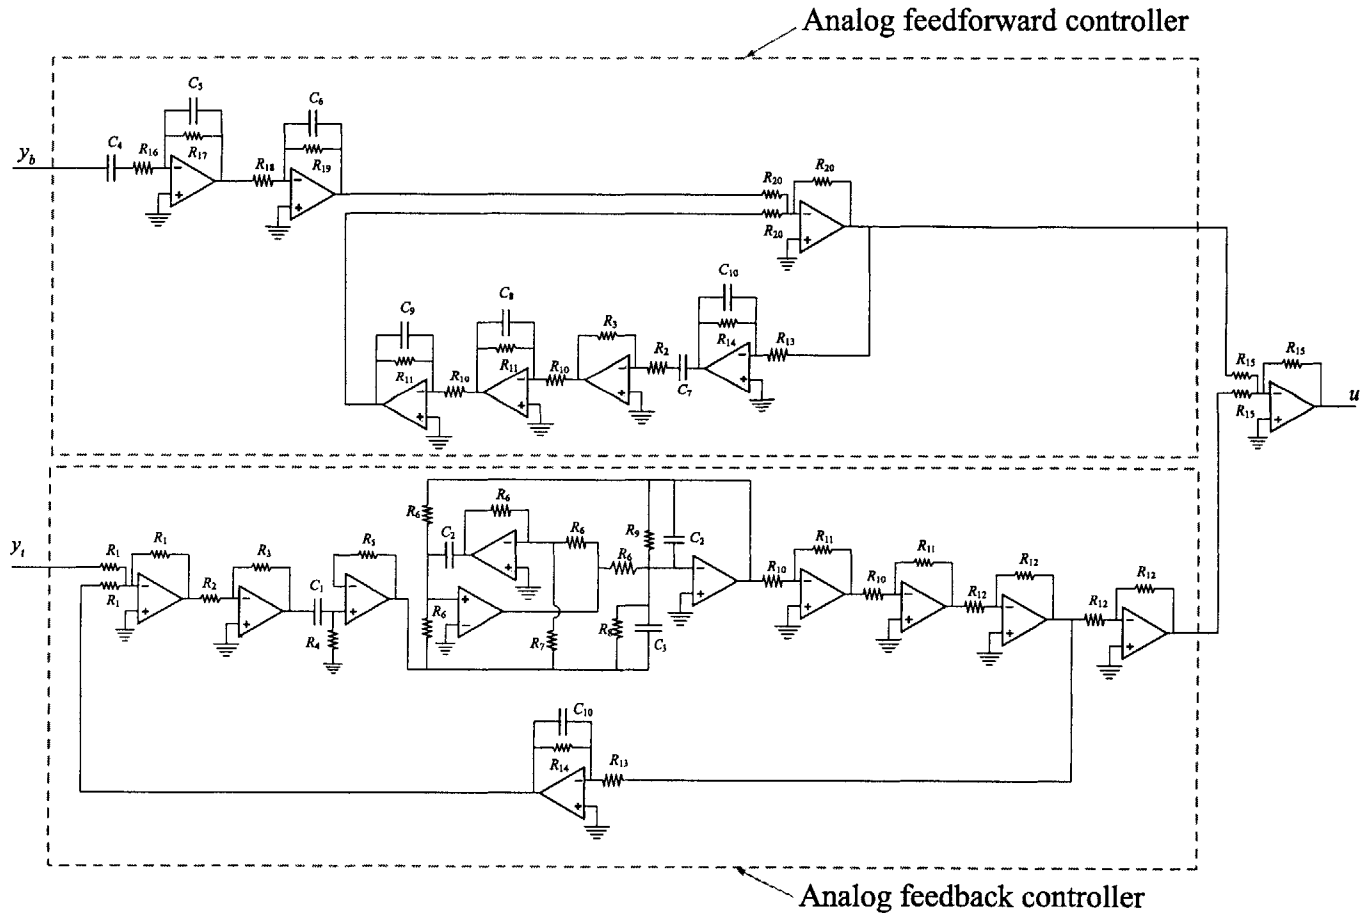 Analog feedforward controller
y_b
C_4
R_16
C_5
R_17
R_18
C_6
R_19
R_20
R_20
R_20
C_9
R_11
R_10
C_8
R_11
R_10
R_3
R_2
C_7
C_10
R_14
R_13
R_15
R_15
R_15
u
y_t
R_1
R_1
R_1
R_2
R_3
C_1
R_4
R_5
R_6
C_2
R_6
R_6
R_6
R_6
R_7
R_9
C_2
R_8
C_3
R_10
R_11
R_10
R_11
R_12
R_12
R_12
R_12
C_10
R_14
R_13
Analog feedback controller